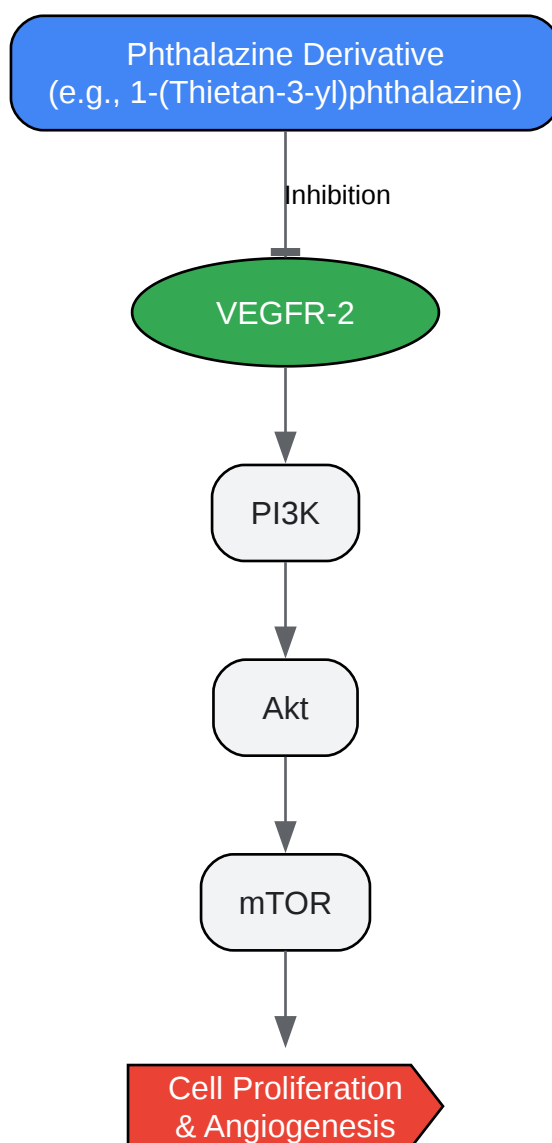 Phthalazine Derivative
(e.g., 1-(Thietan-3-yl)phthalazine)
Inhibition
VEGFR-2
PI3K
Akt
mTOR
Cell Proliferation
& Angiogenesis